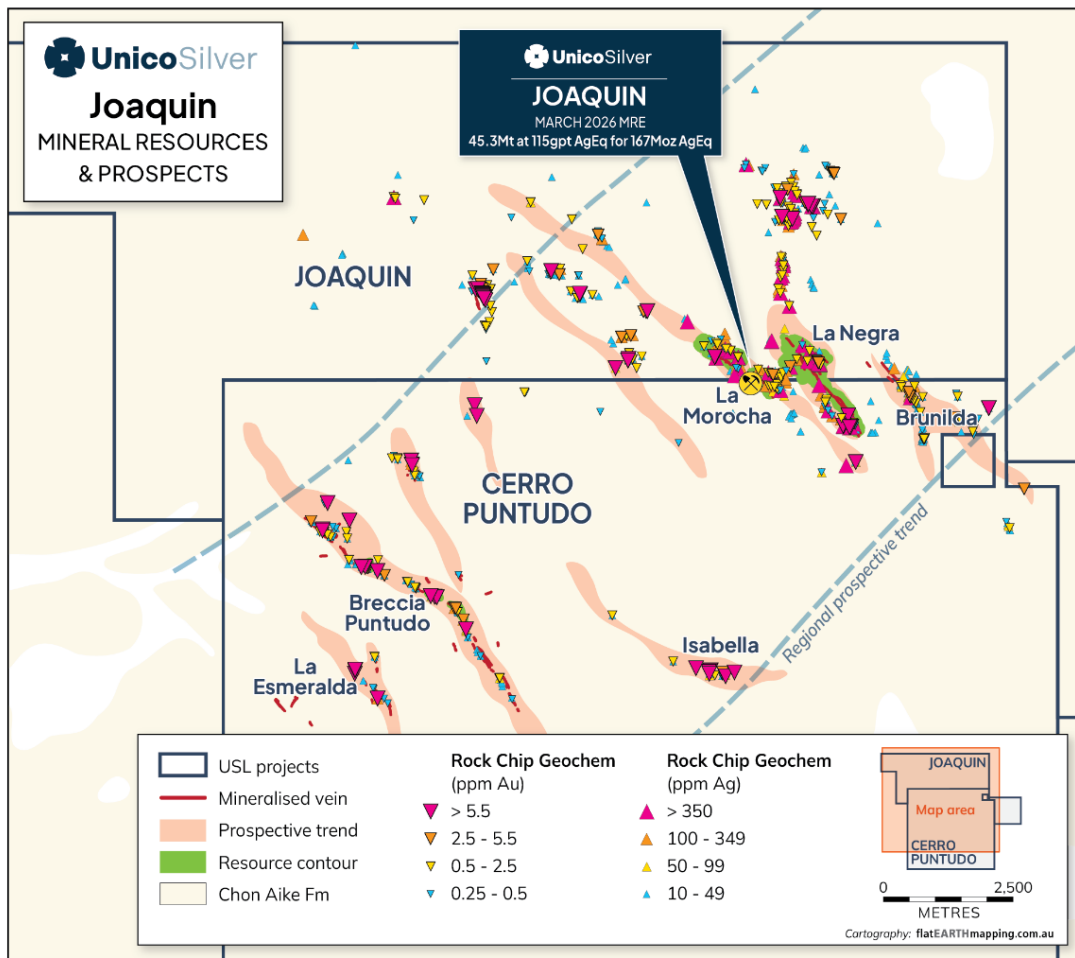 UnicoSilver
Joaquin
MINERAL RESOURCES
& PROSPECTS
UnicoSilver
JOAQUIN
MARCH 2026 MRE
45.3Mt at 115gpt AgEq for 167Moz AgEq
JOAQUIN
La Negra
La
Morocha
Brunilda
CERRO
PUNTUDO
Regional prospective trend
Breccia
Puntudo
Isabella
La
Esmeralda
USL projects
Mineralised vein
Prospective trend
Resource contour
Chon Aike Fm
Rock Chip Geochem
(ppm Au)
> 5.5
2.5 - 5.5
0.5 - 2.5
0.25 - 0.5
Rock Chip Geochem
(ppm Ag)
> 350
100 - 349
50 - 99
10 - 49
JOAQUIN
Map area
CERRO
PUNTUDO
0 2,500
METRES
Cartography: flatEARTHmapping.com.au